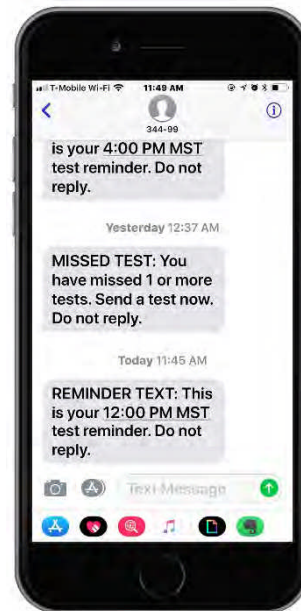 T-Mobile Wi-Fi 11:49 AM
344-99
is your 4:00 PM MST
test reminder. Do not
reply.
Yesterday 12:37 AM
MISSED TEST: You
have missed 1 or more
tests. Send a test now.
Do not reply.
Today 11:45 AM
REMINDER TEXT: This
is your 12:00 PM MST
test reminder. Do not
reply.
Text Message